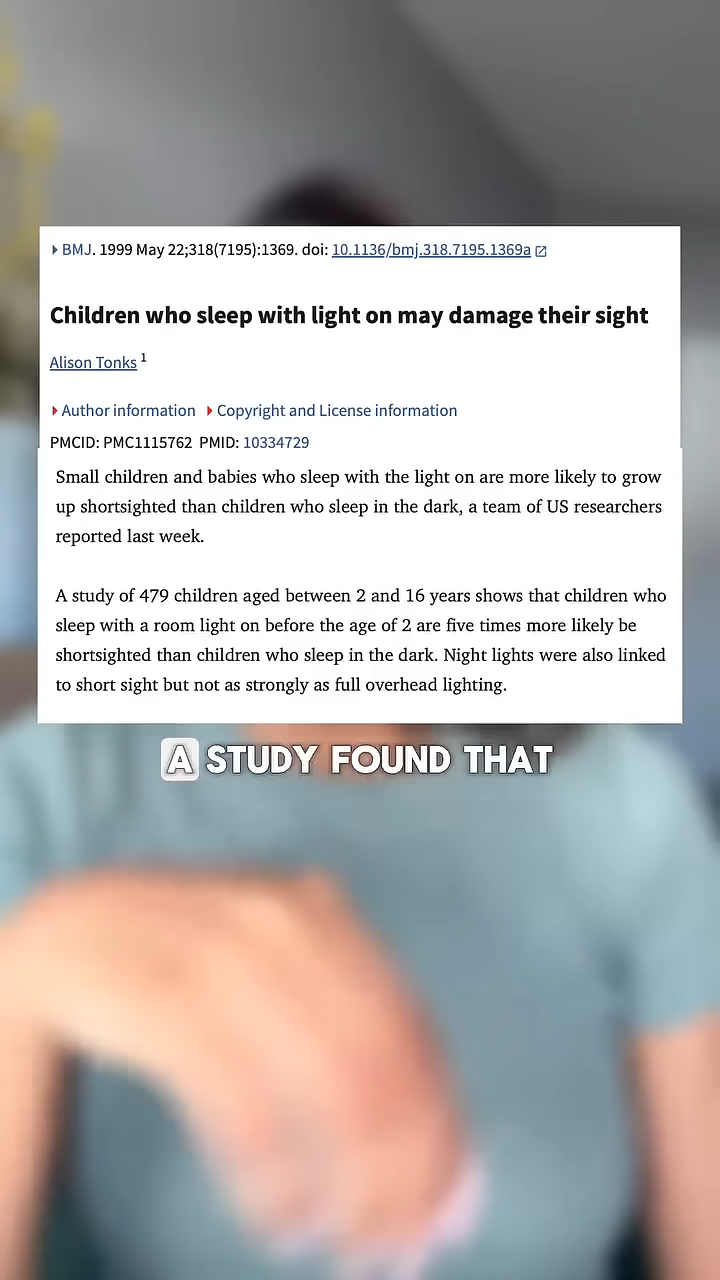 BMJ. 1999 May 22;318(7195):1369. doi: 10.1136/bmj.318.7195.1369a
Children who sleep with light on may damage their sight
Alison Tonks 1
Author information Copyright and License information
PMCID: PMC1115762 PMID: 10334729
Small children and babies who sleep with the light on are more likely to grow
up shortsighted than children who sleep in the dark, a team of US researchers
reported last week.
A study of 479 children aged between 2 and 16 years shows that children who
sleep with a room light on before the age of 2 are five times more likely be
shortsighted than children who sleep in the dark. Night lights were also linked
to short sight but not as strongly as full overhead lighting.
A STUDY FOUND THAT